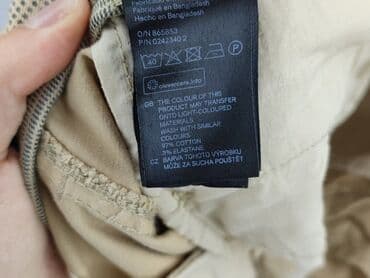 Fabriqué en Bangladesh
Hecho en Bangladesh
O/N 865853
P/N 0242340 2
40
P
clevercare.info
GB THE COLOUR OF THIS
PRODUCT MAY TRANSFER
ONTO LIGHT-COLOURED
MATERIALS
WASH WITH SIMILAR
COLOURS
97% COTTON
3% ELASTANE
CZ BARVA TOHOTO VÝROBKU
MŮŽE ZA SUCHA POUŠTĚT